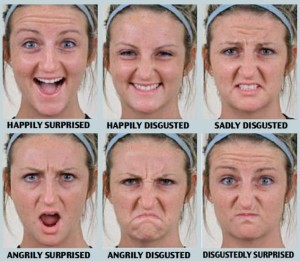 HAPPILY SURPRISED
HAPPILY DISGUSTED
SADLY DISGUSTED
ANGRILY SURPRISED
ANGRILY DISGUSTED
DISGUSTEDLY SURPRISED